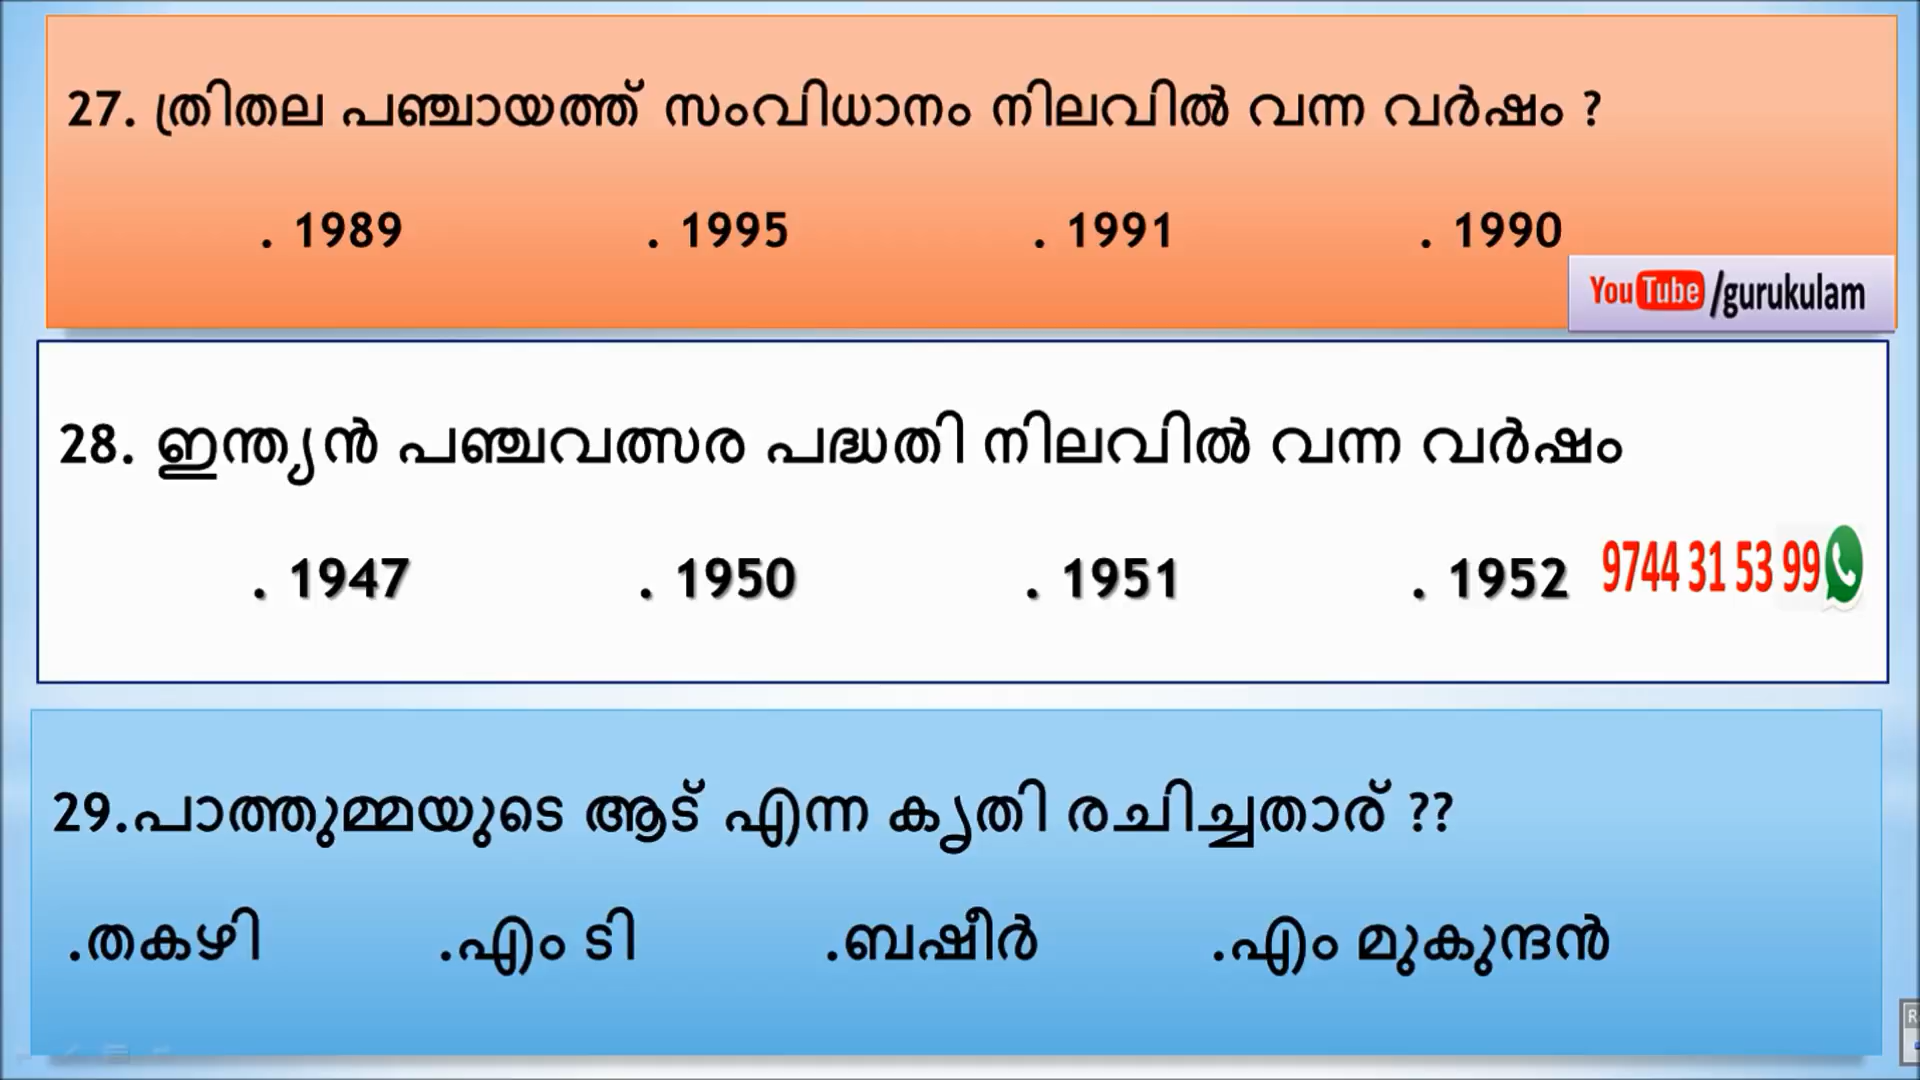 27. ത്രിതല പഞ്ചായത്ത് സംവിധാനം നിലവിൽ വന്ന വർഷം ?
. 1989 . 1995 . 1991 . 1990
YouTube/gurukulam
28. ഇന്ത്യൻ പഞ്ചവത്സര പദ്ധതി നിലവിൽ വന്ന വർഷം
. 1947 . 1950 . 1951 . 1952 9744 31 53 99
29.പാത്തുമ്മയുടെ ആട് എന്ന കൃതി രചിച്ചതാര് ??
.തകഴി .എം ടി .ബഷീർ .എം മുകുന്ദൻ